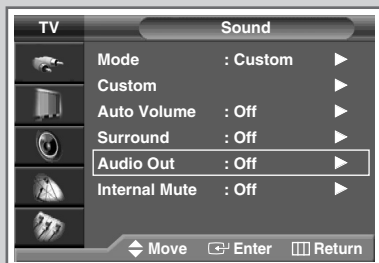 TV Sound
Mode : Custom ▶
Custom ▶
Auto Volume : Off ▶
Surround : Off ▶
Audio Out : Off ▶
Internal Mute : Off ▶
Move Enter Return